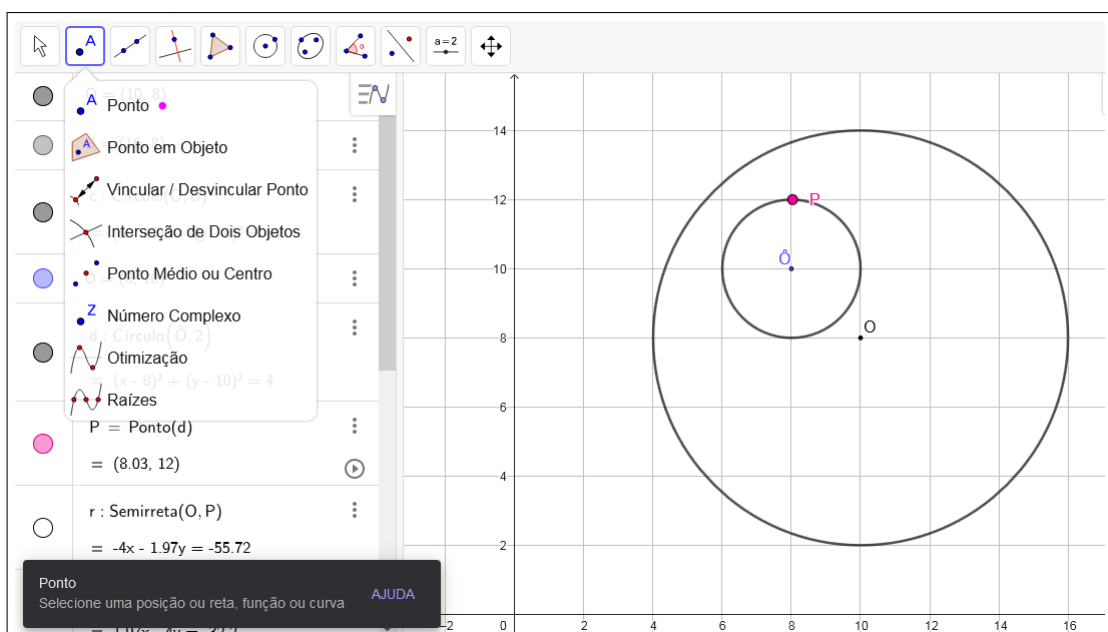 A
a=2
A Ponto
O = (10, 8)
A Ponto em Objeto
Vincular / Desvincular Ponto
Interseção de Dois Objetos
Ponto Médio ou Centro
Z Número Complexo
d : Círculo(Ô, 2)
Otimização
= (x - 8)² + (y - 10)² = 4
Raízes
P = Ponto(d)
= (8.03, 12)
r : Semirreta(O, P)
= -4x - 1.97y = -55.72
Ponto
Selecione uma posição ou reta, função ou curva
AJUDA
14
12
10
8
6
4
2
P
Ô
O
-2 0 2 4 6 8 10 12 14 16